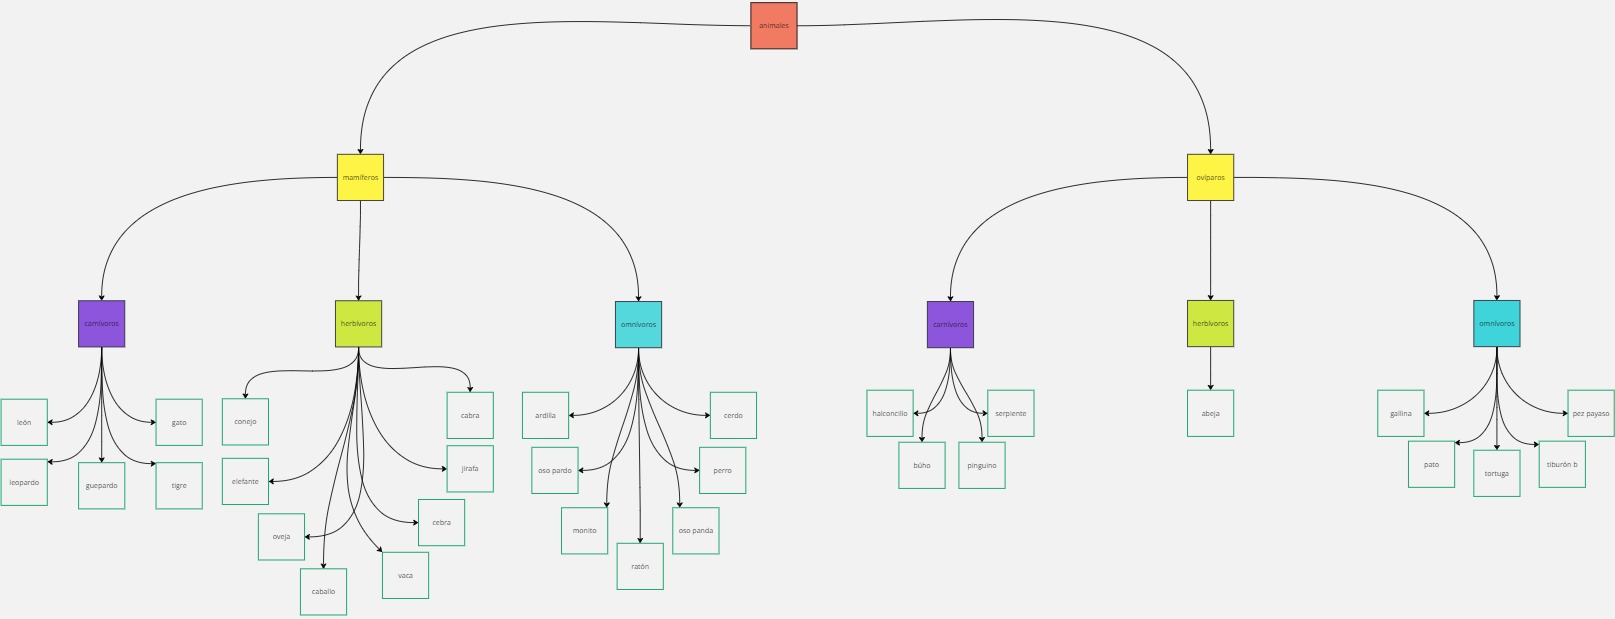 animales
mamíferos
ovíparos
carnívoros
herbívoros
omnívoros
carnívoros
herbívoros
omnívoros
león
gato
leopardo
guepardo
tigre
conejo
cabra
elefante
jirafa
oveja
cebra
caballo
vaca
ardilla
cerdo
oso pardo
perro
monito
oso panda
ratón
halconcillo
serpiente
búho
pinguino
abeja
gallina
pez payaso
pato
tortuga
tiburón b